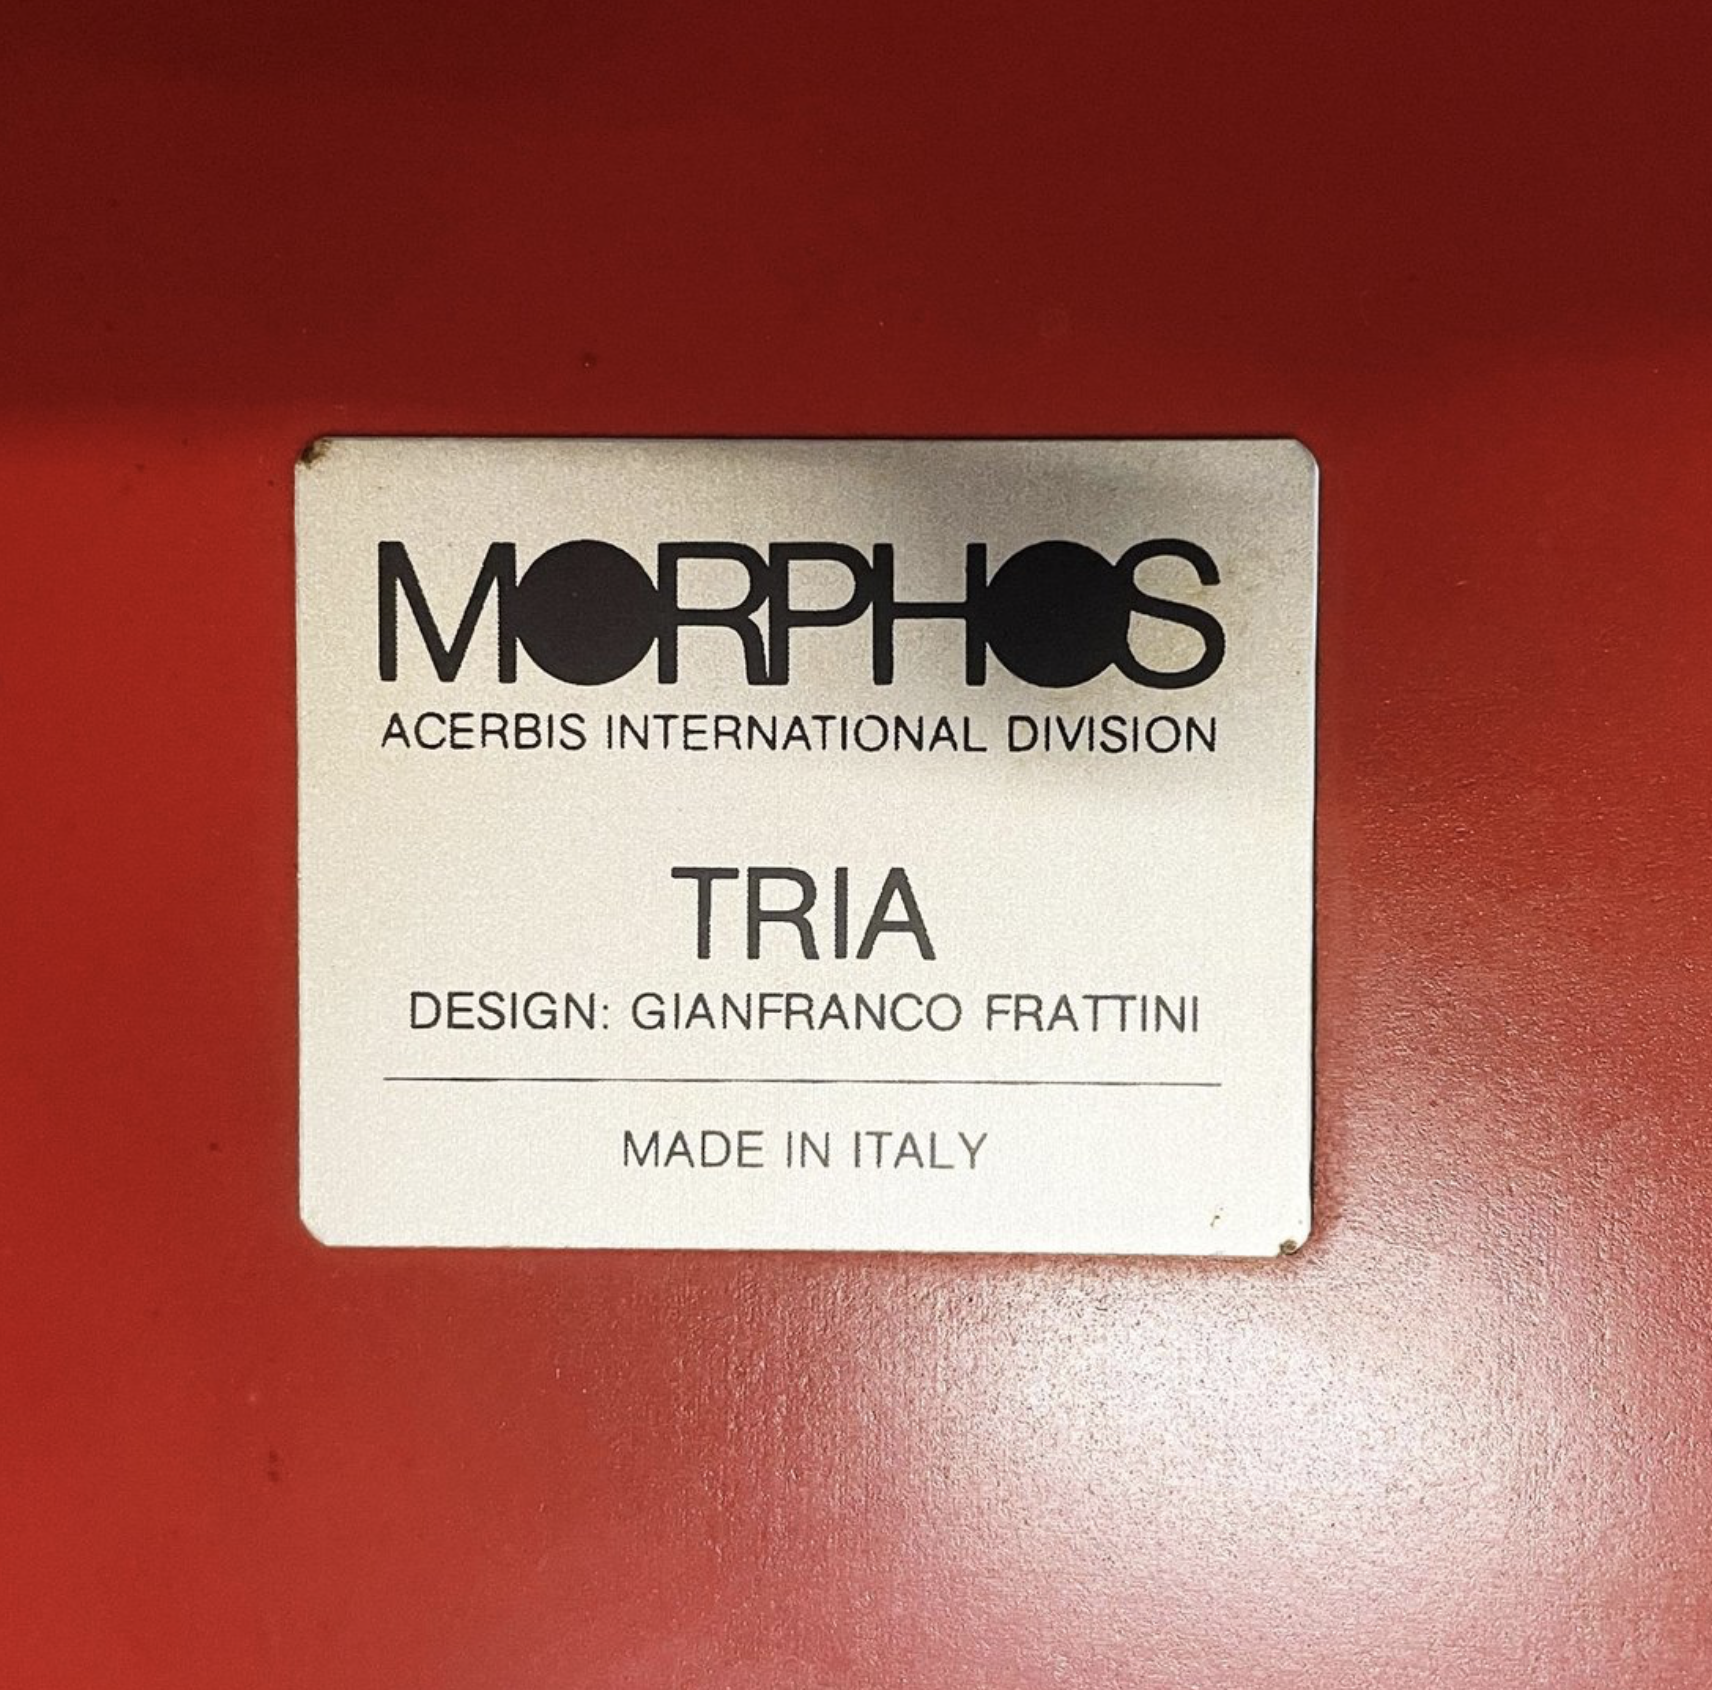 MORPHOS
ACERBIS INTERNATIONAL DIVISION
TRIA
DESIGN: GIANFRANCO FRATTINI
MADE IN ITALY